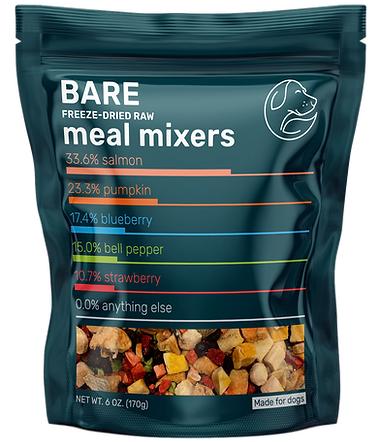 BARE
FREEZE-DRIED RAW
meal mixers
33.6% salmon
23.3% pumpkin
17.4% blueberry
15.0% bell pepper
10.7% strawberry
0.0% anything else
NET WT. 6 OZ. (170g)
Made for dogs